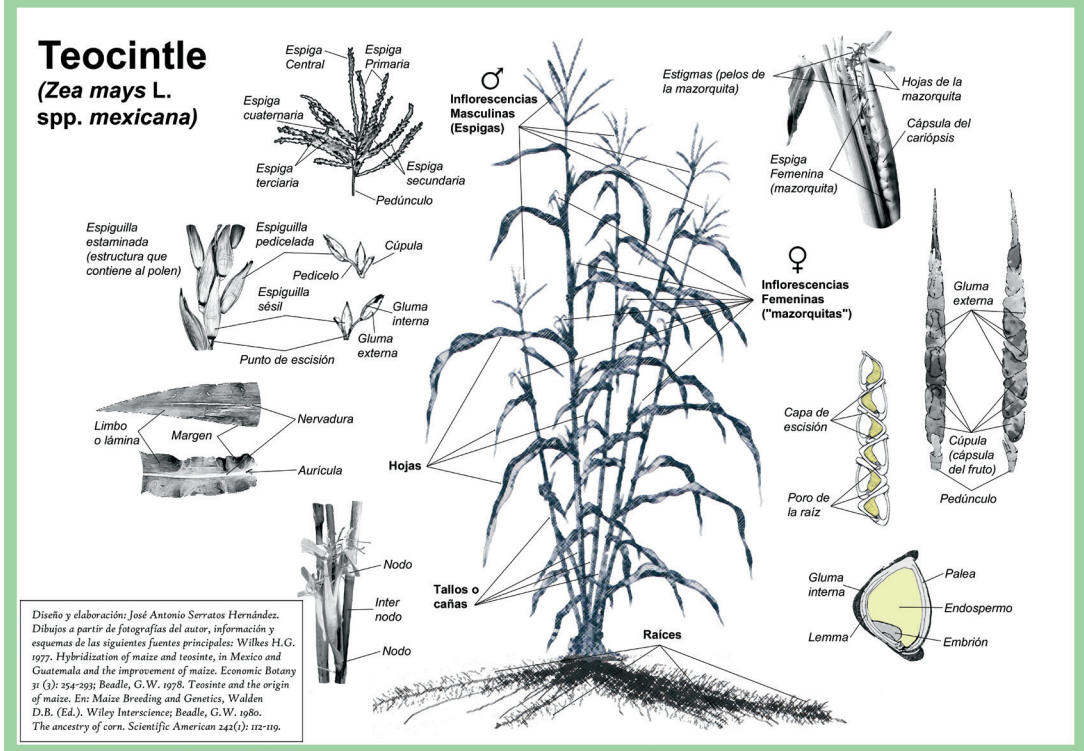 Teocintle
(Zea mays L.
spp. mexicana)
Espiga
Central
Espiga
Primaria
Espiga
cuaternaria
Espiga
terciaria
Espiga
secundaria
Pedúnculo
♂
Inflorescencias
Masculinas
(Espigas)
Estigmas (pelos de
la mazorquita)
Hojas de la
mazorquita
Cápsula del
cariópsis
Espiga
Femenina
(mazorquita)
Espiguilla
estaminada
(estructura que
contiene al polen)
Espiguilla
pedicelada
Cúpula
Pedicelo
Espiguilla
sésil
Gluma
interna
Gluma
externa
Punto de escisión
♀
Inflorescencias
Femeninas
("mazorquitas")
Gluma
externa
Limbo
o lámina
Margen
Nervadura
Auricula
Hojas
Capa de
escisión
Cúpula
(cápsula
del fruto)
Pedúnculo
Poro de
la raíz
Nodo
Inter
nodo
Nodo
Tallos o
cañas
Raíces
Gluma
interna
Lemma
Palea
Endospermo
Embrión
Diseño y elaboración: José Antonio Serratos Hernández.
Dibujos a partir de fotografías del autor, información y
esquemas de las siguientes fuentes principales: Wilkes H.G.
1977. Hybridization of maize and teosinte, in Mexico and
Guatemala and the improvement of maize. Economic Botany
31 (3): 254-293; Beadle, G.W. 1978. Teosinte and the origin
of maize. En: Maize Breeding and Genetics, Walden
D.B. (Ed.). Wiley Interscience; Beadle, G.W. 1980.
The ancestry of corn. Scientific American 242(1): 112-119.